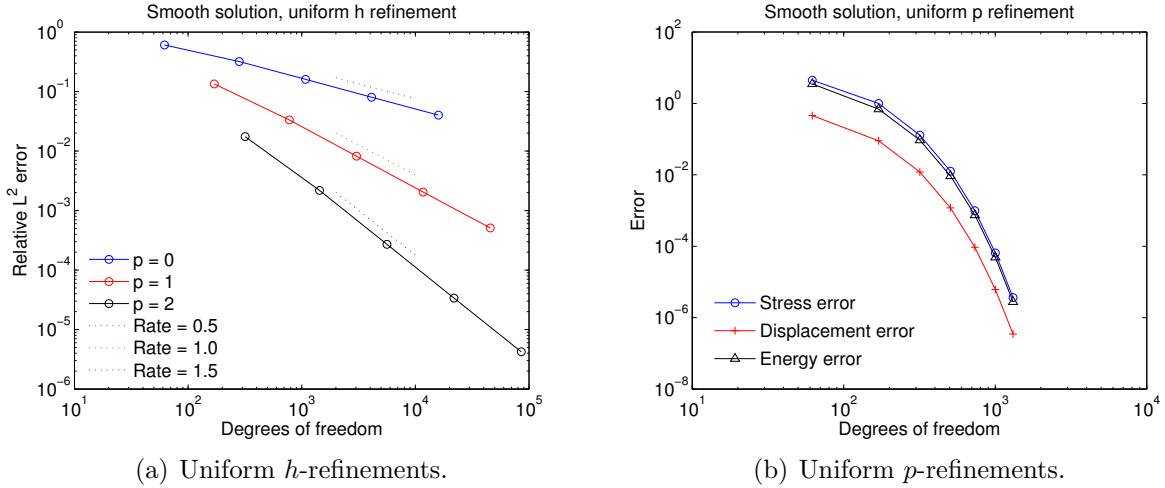 Smooth solution, uniform h refinement
10^0
10^-1
10^-2
10^-3
10^-4
10^-5
10^-6
Relative L^2 error
p = 0
p = 1
p = 2
Rate = 0.5
Rate = 1.0
Rate = 1.5
10^1 10^2 10^3 10^4 10^5
Degrees of freedom
(a) Uniform h-refinements.
Smooth solution, uniform p refinement
10^2
10^0
10^-2
10^-4
10^-6
10^-8
Error
Stress error
Displacement error
Energy error
10^1 10^2 10^3 10^4
Degrees of freedom
(b) Uniform p-refinements.